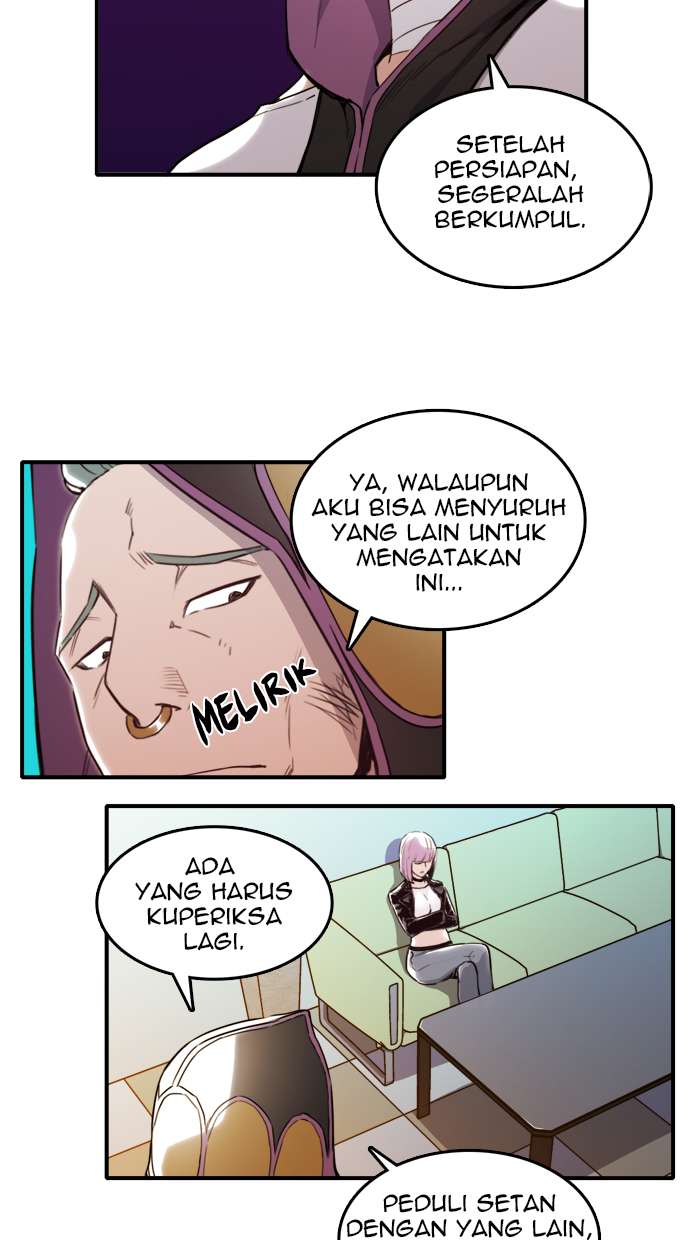 SETELAH
PERSIAPAN,
SEGERALAH
BERKUMPUL.
YA, WALAUPUN
AKU BISA MENYURUH
YANG LAIN UNTUK
MENGATAKAN
INI...
MELIRIK
ADA
YANG HARUS
KUPERIKSA
LAGI.
PEDULI SETAN
DENGAN YANG LAIN,